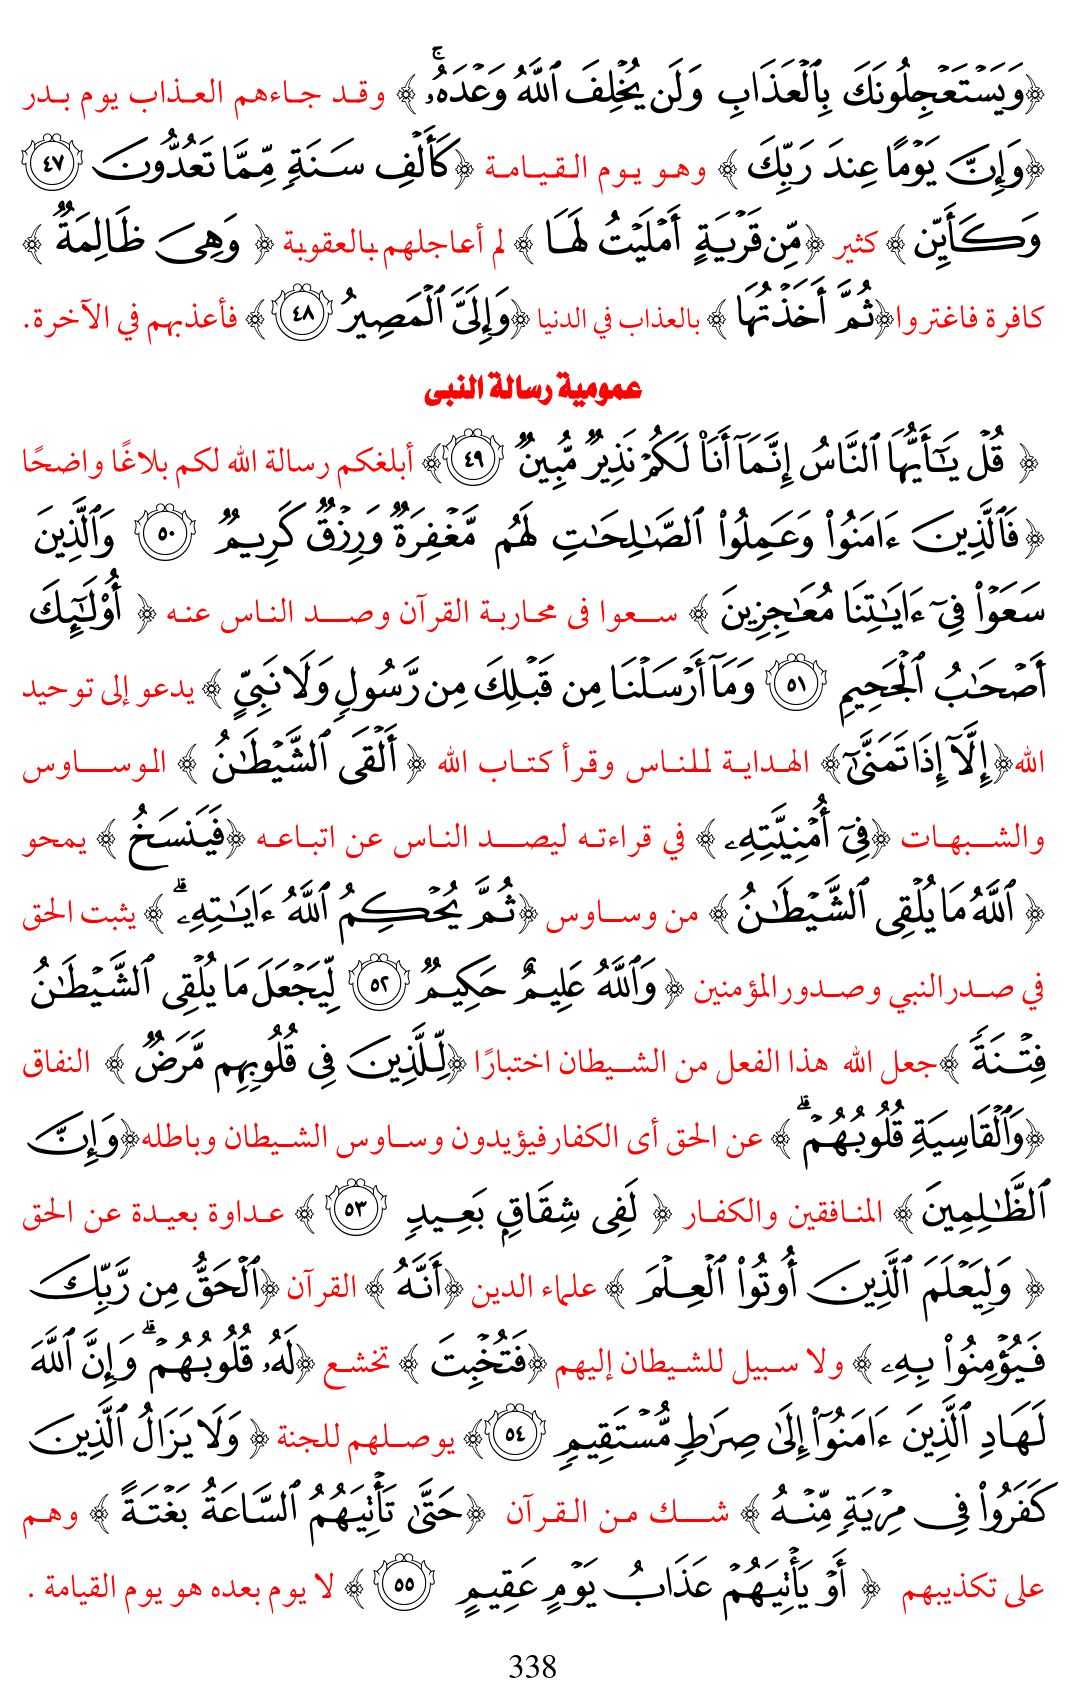 ﴿وَيَسْتَعْجِلُونَكَ بِٱلْعَذَابِ وَلَن يُخْلِفَ ٱللَّهُ وَعْدَهُۥۚ ﴾ وقد جاءهم العذاب يوم بدر
﴿وَإِنَّ يَوْمًا عِندَ رَبِّكَ ﴾ وهو يوم القيامة ﴿كَأَلْفِ سَنَةٍۢ مِّمَّا تَعُدُّونَ ٤٧
وَكَأَيِّن ﴾ كثير ﴿مِّن قَرْيَةٍ أَمْلَيْتُ لَهَا ﴾ لم أعاجلهم بالعقوبة ﴿ وَهِىَ ظَالِمَةٌۭ ﴾
كافرة فاغتروا﴿ثُمَّ أَخَذْتُهَا ﴾ بالعذاب في الدنيا ﴿وَإِلَىَّ ٱلْمَصِيرُ ٤٨ ﴾ فأعذبهم في الآخرة.
عمومية رسالة النبى
﴿ قُلْ يَـٰٓأَيُّهَا ٱلنَّاسُ إِنَّمَآ أَنَا۠ لَكُمْ نَذِيرٌۭ مُّبِينٌۭ ٤٩ ﴾ أبلغكم رسالة الله لكم بلاغًا واضحًا
﴿فَٱلَّذِينَ ءَامَنُوا۟ وَعَمِلُوا۟ ٱلصَّـٰلِحَـٰتِ لَهُم مَّغْفِرَةٌۭ وَرِزْقٌۭ كَرِيمٌۭ ٥٠ وَٱلَّذِينَ
سَعَوْا۟ فِىٓ ءَايَـٰتِنَا مُعَـٰجِزِينَ ﴾ سعوا فى محاربة القرآن وصد الناس عنه ﴿ أُو۟لَـٰٓئِكَ
أَصْحَـٰبُ ٱلْجَحِيمِ ٥١ وَمَآ أَرْسَلْنَا مِن قَبْلِكَ مِن رَّسُولٍۢ وَلَا نَبِىٍّ ﴾ يدعو إلى توحيد
الله﴿إِلَّآ إِذَا تَمَنَّىٰٓ﴾ الهداية للناس وقرأ كتاب الله ﴿ أَلْقَى ٱلشَّيْطَـٰنُ ﴾ الوساوس
والشبهات ﴿فِىٓ أُمْنِيَّتِهِۦ ﴾ في قراءته ليصد الناس عن اتباعه ﴿فَيَنسَخُ ﴾ يمحو
﴿ ٱللَّهُ مَا يُلْقِى ٱلشَّيْطَـٰنُ ﴾ من وساوس ﴿ثُمَّ يُحْكِمُ ٱللَّهُ ءَايَـٰتِهِۦۗ ﴾ يثبت الحق
في صدرالنبي وصدورالمؤمنين ﴿ وَٱللَّهُ عَلِيمٌ حَكِيمٌۭ ٥٢ لِّيَجْعَلَ مَا يُلْقِى ٱلشَّيْطَـٰنُ
فِتْنَةًۭ ﴾جعل الله هذا الفعل من الشيطان اختبارًا ﴿لِّلَّذِينَ فِى قُلُوبِهِم مَّرَضٌۭ ﴾ النفاق
﴿وَٱلْقَاسِيَةِ قُلُوبُهُمْۗ ﴾ عن الحق أى الكفارفيؤيدون وساوس الشيطان وباطله﴿وَإِنَّ
ٱلظَّـٰلِمِينَ ﴾ المنافقين والكفار ﴿ لَفِى شِقَاقٍۭ بَعِيدٍۢ ٥٣ ﴾ عداوة بعيدة عن الحق
﴿ وَلِيَعْلَمَ ٱلَّذِينَ أُوتُوا۟ ٱلْعِلْمَ ﴾ علماء الدين ﴿أَنَّهُ ﴾ القرآن ﴿ٱلْحَقُّ مِن رَّبِّكَ
فَيُؤْمِنُوا۟ بِهِۦ ﴾ ولا سبيل للشيطان إليهم ﴿فَتُخْبِتَ ﴾ تخشع ﴿لَهُۥ قُلُوبُهُمْۗ وَإِنَّ ٱللَّهَ
لَهَادِ ٱلَّذِينَ ءَامَنُوٓا۟ إِلَىٰ صِرَٰطٍۢ مُّسْتَقِيمٍۢ ٥٤ ﴾ يوصلهم للجنة ﴿ وَلَا يَزَالُ ٱلَّذِينَ
كَفَرُوا۟ فِى مِرْيَةٍۢ مِّنْهُ ﴾ شك من القرآن ﴿حَتَّىٰ تَأْتِيَهُمُ ٱلسَّاعَةُ بَغْتَةً ﴾ وهم
على تكذيبهم ﴿ أَوْ يَأْتِيَهُمْ عَذَابُ يَوْمٍ عَقِيمٍ ٥٥ ﴾ لا يوم بعده هو يوم القيامة .
338